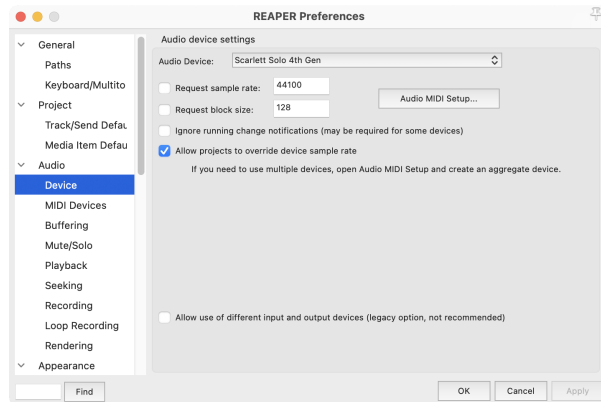 REAPER Preferences
General
Paths
Keyboard/Multito
Project
Track/Send Defau
Media Item Defau
Audio
Device
MIDI Devices
Buffering
Mute/Solo
Playback
Seeking
Recording
Loop Recording
Rendering
Appearance
Find
Audio device settings
Audio Device: Scarlett Solo 4th Gen
Request sample rate: 44100
Request block size: 128
Audio MIDI Setup...
Ignore running change notifications (may be required for some devices)
Allow projects to override device sample rate
If you need to use multiple devices, open Audio MIDI Setup and create an aggregate device.
Allow use of different input and output devices (legacy option, not recommended)
OK
Cancel
Apply